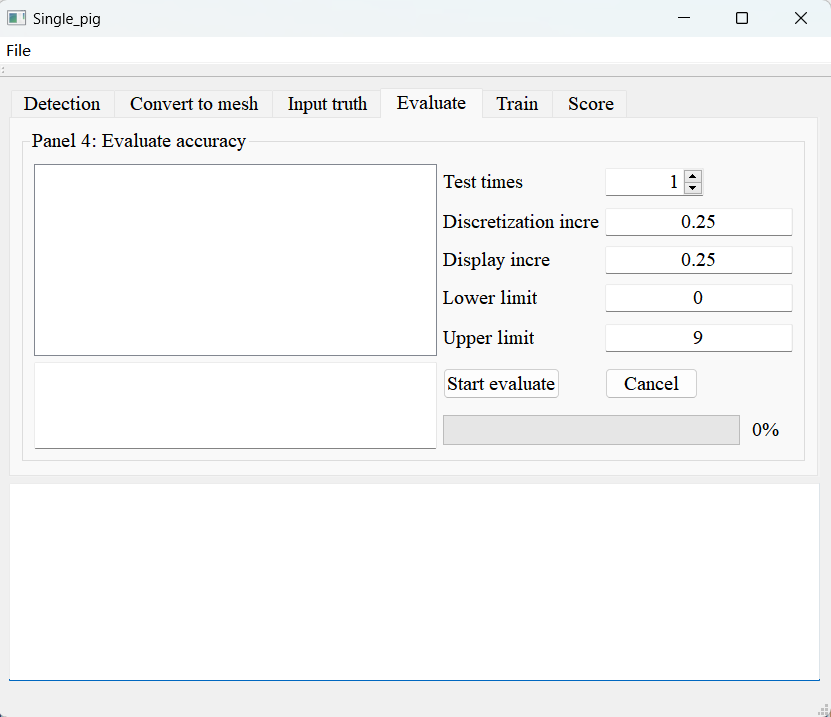 Single_pig
File
Detection Convert to mesh Input truth Evaluate Train Score
Panel 4: Evaluate accuracy
Test times 1
Discretization incre 0.25
Display incre 0.25
Lower limit 0
Upper limit 9
Start evaluate Cancel
0%